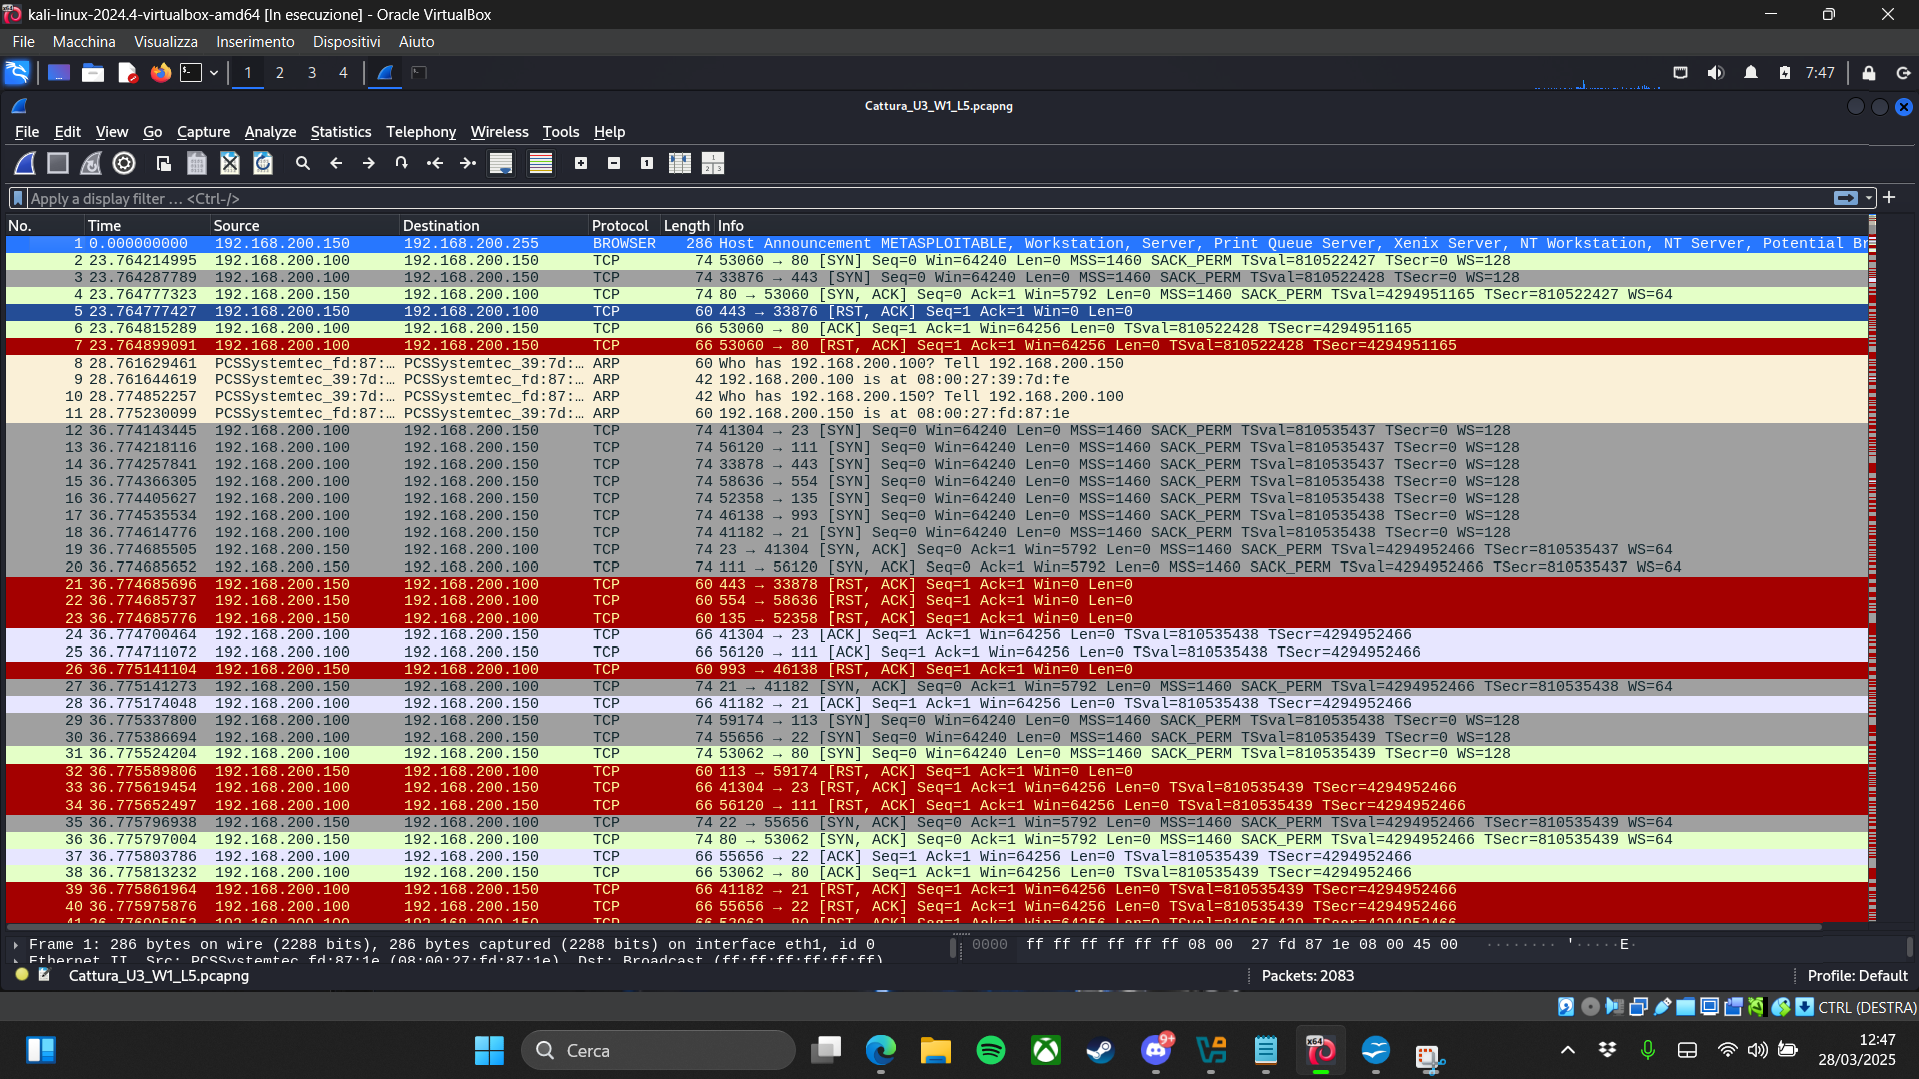 kali-linux-2024.4-virtualbox-amd64 [In esecuzione] - Oracle VirtualBox
File Macchina Visualizza Inserimento Dispositivi Aiuto
1 2 3 4 7:47
Cattura_U3_W1_L5.pcapng
File Edit View Go Capture Analyze Statistics Telephony Wireless Tools Help
Apply a display filter … <Ctrl-/>
No. Time Source Destination Protocol Length Info
1 0.000000000 192.168.200.150 192.168.200.255 BROWSER 286 Host Announcement METASPLOITABLE, Workstation, Server, Print Queue Server, Xenix Server, NT Workstation, NT Server, Potential Br
2 23.764214995 192.168.200.100 192.168.200.150 TCP 74 53060 → 80 [SYN] Seq=0 Win=64240 Len=0 MSS=1460 SACK_PERM TSval=810522427 TSecr=0 WS=128
3 23.764287789 192.168.200.100 192.168.200.150 TCP 74 33876 → 443 [SYN] Seq=0 Win=64240 Len=0 MSS=1460 SACK_PERM TSval=810522428 TSecr=0 WS=128
4 23.764777323 192.168.200.150 192.168.200.100 TCP 74 80 → 53060 [SYN, ACK] Seq=0 Ack=1 Win=5792 Len=0 MSS=1460 SACK_PERM TSval=4294951165 TSecr=810522427 WS=64
5 23.764777427 192.168.200.150 192.168.200.100 TCP 60 443 → 33876 [RST, ACK] Seq=1 Ack=1 Win=0 Len=0
6 23.764815289 192.168.200.100 192.168.200.150 TCP 66 53060 → 80 [ACK] Seq=1 Ack=1 Win=64256 Len=0 TSval=810522428 TSecr=4294951165
7 23.764899091 192.168.200.100 192.168.200.150 TCP 66 53060 → 80 [RST, ACK] Seq=1 Ack=1 Win=64256 Len=0 TSval=810522428 TSecr=4294951165
8 28.761629461 PCSSystemtec_fd:87:… PCSSystemtec_39:7d:… ARP 60 Who has 192.168.200.100? Tell 192.168.200.150
9 28.761644619 PCSSystemtec_39:7d:… PCSSystemtec_fd:87:… ARP 42 192.168.200.100 is at 08:00:27:39:7d:fe
10 28.774852257 PCSSystemtec_39:7d:… PCSSystemtec_fd:87:… ARP 42 Who has 192.168.200.150? Tell 192.168.200.100
11 28.775230099 PCSSystemtec_fd:87:… PCSSystemtec_39:7d:… ARP 60 192.168.200.150 is at 08:00:27:fd:87:1e
12 36.774143445 192.168.200.100 192.168.200.150 TCP 74 41304 → 23 [SYN] Seq=0 Win=64240 Len=0 MSS=1460 SACK_PERM TSval=810535437 TSecr=0 WS=128
13 36.774218116 192.168.200.100 192.168.200.150 TCP 74 56120 → 111 [SYN] Seq=0 Win=64240 Len=0 MSS=1460 SACK_PERM TSval=810535437 TSecr=0 WS=128
14 36.774257841 192.168.200.100 192.168.200.150 TCP 74 33878 → 443 [SYN] Seq=0 Win=64240 Len=0 MSS=1460 SACK_PERM TSval=810535437 TSecr=0 WS=128
15 36.774366305 192.168.200.100 192.168.200.150 TCP 74 58636 → 554 [SYN] Seq=0 Win=64240 Len=0 MSS=1460 SACK_PERM TSval=810535438 TSecr=0 WS=128
16 36.774405627 192.168.200.100 192.168.200.150 TCP 74 52358 → 135 [SYN] Seq=0 Win=64240 Len=0 MSS=1460 SACK_PERM TSval=810535438 TSecr=0 WS=128
17 36.774535534 192.168.200.100 192.168.200.150 TCP 74 46138 → 993 [SYN] Seq=0 Win=64240 Len=0 MSS=1460 SACK_PERM TSval=810535438 TSecr=0 WS=128
18 36.774614776 192.168.200.100 192.168.200.150 TCP 74 41182 → 21 [SYN] Seq=0 Win=64240 Len=0 MSS=1460 SACK_PERM TSval=810535438 TSecr=0 WS=128
19 36.774685505 192.168.200.150 192.168.200.100 TCP 74 23 → 41304 [SYN, ACK] Seq=0 Ack=1 Win=5792 Len=0 MSS=1460 SACK_PERM TSval=4294952466 TSecr=810535437 WS=64
20 36.774685652 192.168.200.150 192.168.200.100 TCP 74 111 → 56120 [SYN, ACK] Seq=0 Ack=1 Win=5792 Len=0 MSS=1460 SACK_PERM TSval=4294952466 TSecr=810535437 WS=64
21 36.774685696 192.168.200.150 192.168.200.100 TCP 60 443 → 33878 [RST, ACK] Seq=1 Ack=1 Win=0 Len=0
22 36.774685737 192.168.200.150 192.168.200.100 TCP 60 554 → 58636 [RST, ACK] Seq=1 Ack=1 Win=0 Len=0
23 36.774685776 192.168.200.150 192.168.200.100 TCP 60 135 → 52358 [RST, ACK] Seq=1 Ack=1 Win=0 Len=0
24 36.774700464 192.168.200.100 192.168.200.150 TCP 66 41304 → 23 [ACK] Seq=1 Ack=1 Win=64256 Len=0 TSval=810535438 TSecr=4294952466
25 36.774711072 192.168.200.100 192.168.200.150 TCP 66 56120 → 111 [ACK] Seq=1 Ack=1 Win=64256 Len=0 TSval=810535438 TSecr=4294952466
26 36.775141104 192.168.200.150 192.168.200.100 TCP 60 993 → 46138 [RST, ACK] Seq=1 Ack=1 Win=0 Len=0
27 36.775141273 192.168.200.150 192.168.200.100 TCP 74 21 → 41182 [SYN, ACK] Seq=0 Ack=1 Win=5792 Len=0 MSS=1460 SACK_PERM TSval=4294952466 TSecr=810535438 WS=64
28 36.775174048 192.168.200.100 192.168.200.150 TCP 66 41182 → 21 [ACK] Seq=1 Ack=1 Win=64256 Len=0 TSval=810535438 TSecr=4294952466
29 36.775337800 192.168.200.100 192.168.200.150 TCP 74 59174 → 113 [SYN] Seq=0 Win=64240 Len=0 MSS=1460 SACK_PERM TSval=810535439 TSecr=0 WS=128
30 36.775386694 192.168.200.100 192.168.200.150 TCP 74 55656 → 22 [SYN] Seq=0 Win=64240 Len=0 MSS=1460 SACK_PERM TSval=810535439 TSecr=0 WS=128
31 36.775524204 192.168.200.100 192.168.200.150 TCP 74 53062 → 80 [SYN] Seq=0 Win=64240 Len=0 MSS=1460 SACK_PERM TSval=810535439 TSecr=0 WS=128
32 36.775589806 192.168.200.150 192.168.200.100 TCP 60 113 → 59174 [RST, ACK] Seq=1 Ack=1 Win=0 Len=0
33 36.775619454 192.168.200.100 192.168.200.150 TCP 66 41304 → 23 [RST, ACK] Seq=1 Ack=1 Win=64256 Len=0 TSval=810535439 TSecr=4294952466
34 36.775652497 192.168.200.100 192.168.200.150 TCP 66 56120 → 111 [RST, ACK] Seq=1 Ack=1 Win=64256 Len=0 TSval=810535439 TSecr=4294952466
35 36.775796938 192.168.200.150 192.168.200.100 TCP 74 22 → 55656 [SYN, ACK] Seq=0 Ack=1 Win=5792 Len=0 MSS=1460 SACK_PERM TSval=4294952466 TSecr=810535439 WS=64
36 36.775797004 192.168.200.150 192.168.200.100 TCP 74 80 → 53062 [SYN, ACK] Seq=0 Ack=1 Win=5792 Len=0 MSS=1460 SACK_PERM TSval=4294952466 TSecr=810535439 WS=64
37 36.775803786 192.168.200.100 192.168.200.150 TCP 66 55656 → 22 [ACK] Seq=1 Ack=1 Win=64256 Len=0 TSval=810535439 TSecr=4294952466
38 36.775813232 192.168.200.100 192.168.200.150 TCP 66 53062 → 80 [ACK] Seq=1 Ack=1 Win=64256 Len=0 TSval=810535439 TSecr=4294952466
39 36.775861964 192.168.200.100 192.168.200.150 TCP 66 41182 → 21 [RST, ACK] Seq=1 Ack=1 Win=64256 Len=0 TSval=810535439 TSecr=4294952466
40 36.775975876 192.168.200.100 192.168.200.150 TCP 66 55656 → 22 [RST, ACK] Seq=1 Ack=1 Win=64256 Len=0 TSval=810535439 TSecr=4294952466
Frame 1: 286 bytes on wire (2288 bits), 286 bytes captured (2288 bits) on interface eth1, id 0
0000 ff ff ff ff ff ff 08 00 27 fd 87 1e 08 00 45 00 ········ '·····E·
Ethernet II, Src: PCSSystemtec_fd:87:1e (08:00:27:fd:87:1e), Dst: Broadcast (ff:ff:ff:ff:ff:ff)
Cattura_U3_W1_L5.pcapng Packets: 2083 Profile: Default
CTRL (DESTRA)
Cerca
9+
x64
12:47
28/03/2025